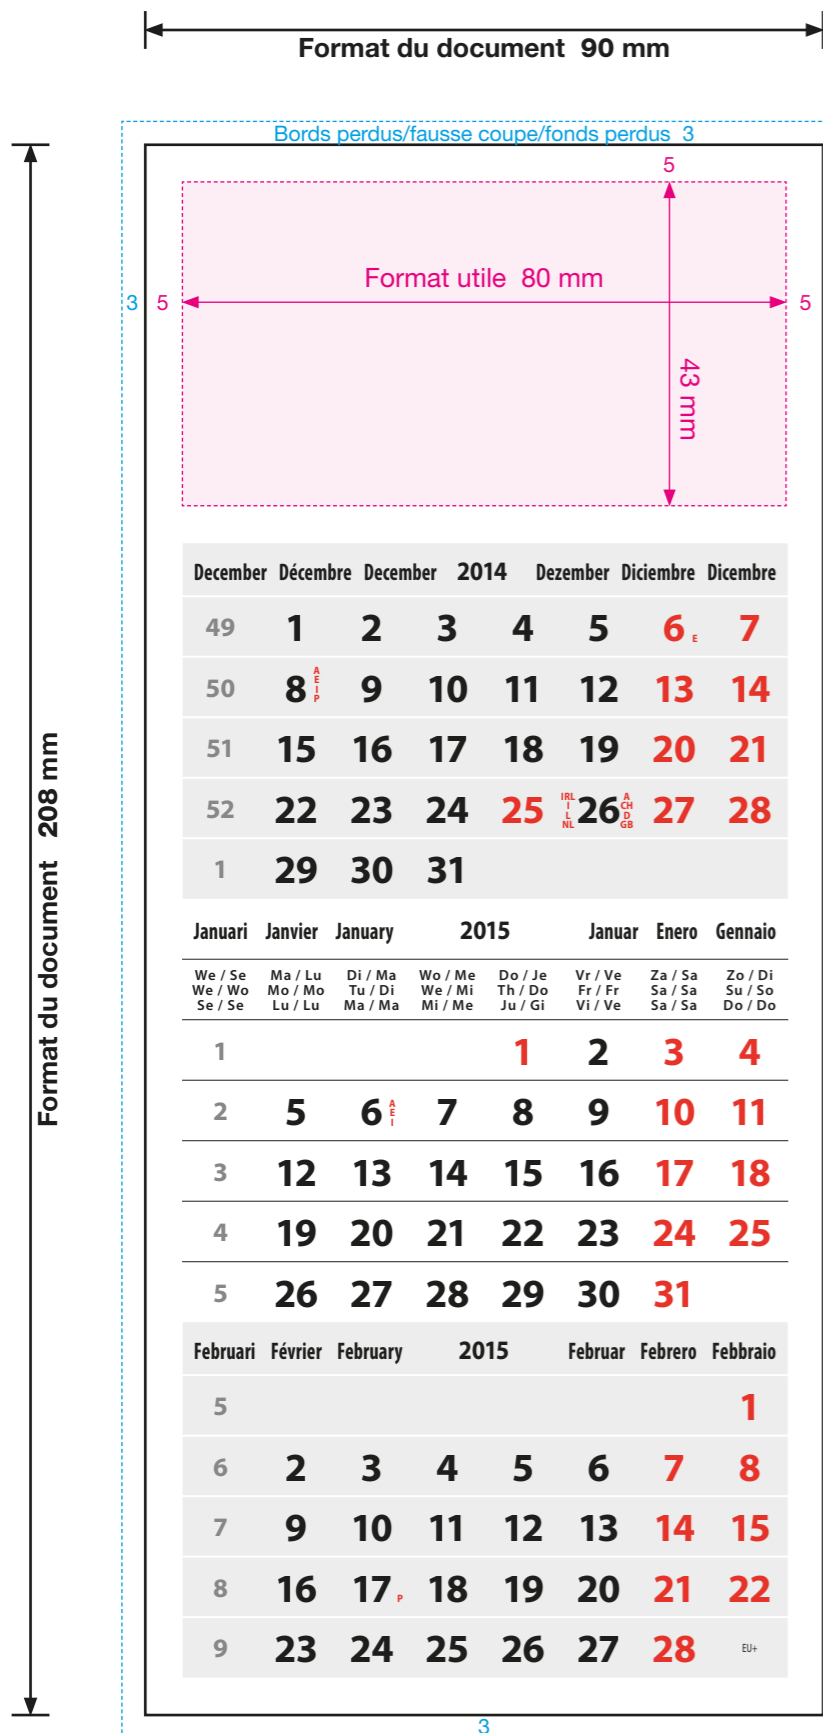 Format du document 90 mm
Bords perdus/fausse coupe/fonds perdus 3
5
Format utile 80 mm
3 5 5
43 mm
Format du document 208 mm
December Décembre December 2014 Dezember Diciembre Dicembre
49 1 2 3 4 5 6 E 7
50 8 A E I P 9 10 11 12 13 14
51 15 16 17 18 19 20 21
52 22 23 24 25 IRL I L NL 26 A CH D GB 27 28
1 29 30 31
Januari Janvier January 2015 Januar Enero Gennaio
We / Se Ma / Lu Di / Ma Wo / Me Do / Je Vr / Ve Za / Sa Zo / Di
We / Wo Mo / Mo Tu / Di We / Mi Th / Do Fr / Fr Sa / Sa Su / So
Se / Se Lu / Lu Ma / Ma Mi / Me Ju / Gi Vi / Ve Sa / Sa Do / Do
1 1 2 3 4
2 5 6 A E I 7 8 9 10 11
3 12 13 14 15 16 17 18
4 19 20 21 22 23 24 25
5 26 27 28 29 30 31
Februari Février February 2015 Februar Febrero Febbraio
5 1
6 2 3 4 5 6 7 8
7 9 10 11 12 13 14 15
8 16 17 P 18 19 20 21 22
9 23 24 25 26 27 28 EU+
3